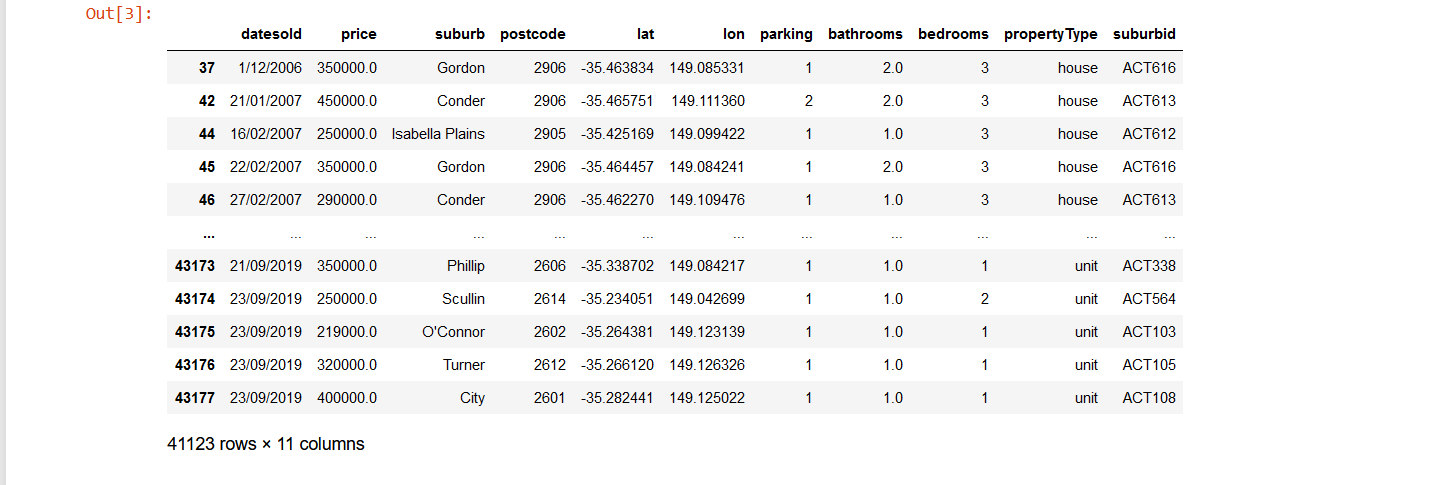 Out[3]:
datesold price suburb postcode lat lon parking bathrooms bedrooms propertyType suburbid
37 1/12/2006 350000.0 Gordon 2906 -35.463834 149.085331 1 2.0 3 house ACT616
42 21/01/2007 450000.0 Conder 2906 -35.465751 149.111360 2 2.0 3 house ACT613
44 16/02/2007 250000.0 Isabella Plains 2905 -35.425169 149.099422 1 1.0 3 house ACT612
45 22/02/2007 350000.0 Gordon 2906 -35.464457 149.084241 1 2.0 3 house ACT616
46 27/02/2007 290000.0 Conder 2906 -35.462270 149.109476 1 1.0 3 house ACT613
... ... ... ... ... ... ... ... ... ... ... ...
43173 21/09/2019 350000.0 Phillip 2606 -35.338702 149.084217 1 1.0 1 unit ACT338
43174 23/09/2019 250000.0 Scullin 2614 -35.234051 149.042699 1 1.0 2 unit ACT564
43175 23/09/2019 219000.0 O'Connor 2602 -35.264381 149.123139 1 1.0 1 unit ACT103
43176 23/09/2019 320000.0 Turner 2612 -35.266120 149.126326 1 1.0 1 unit ACT105
43177 23/09/2019 400000.0 City 2601 -35.282441 149.125022 1 1.0 1 unit ACT108
41123 rows × 11 columns